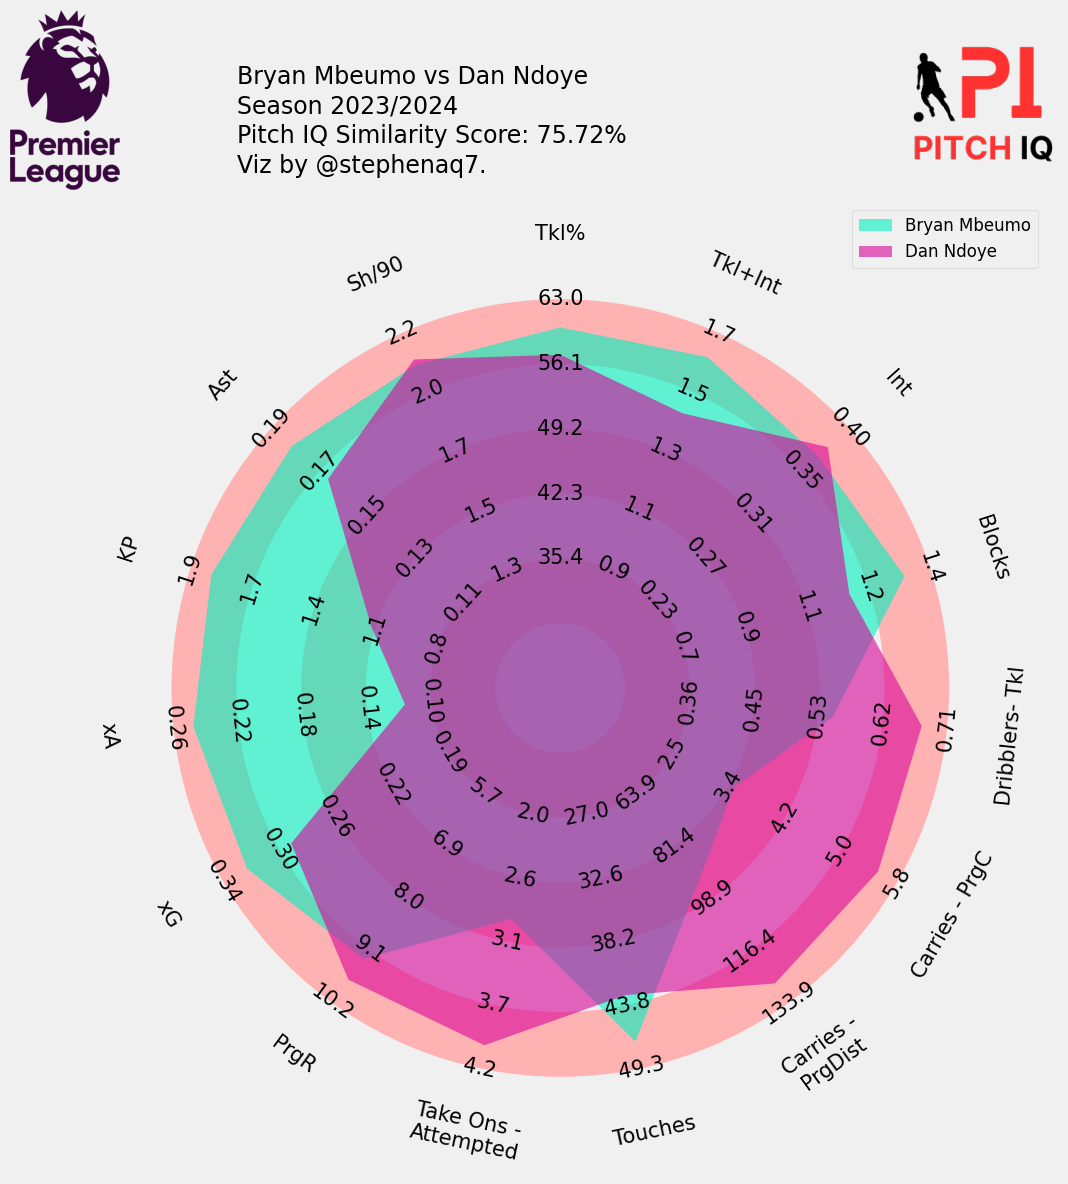 Premier
League
Bryan Mbeumo vs Dan Ndoye
Season 2023/2024
Pitch IQ Similarity Score: 75.72%
Viz by @stephenaq7.
PI
PITCH IQ
Bryan Mbeumo
Dan Ndoye
Tkl%
63.0
56.1
49.2
42.3
35.4
Tkl+Int
1.7
1.5
1.3
1.1
0.9
Int
0.40
0.35
0.31
0.27
0.23
Blocks
1.4
1.2
1.1
0.9
0.7
Dribblers- Tkl
0.71
0.62
0.53
0.45
0.36
Carries - PrgC
5.8
5.0
4.2
3.4
2.5
Carries -
PrgDist
133.9
116.4
98.9
81.4
63.9
Touches
49.3
43.8
38.2
32.6
27.0
Take Ons -
Attempted
4.2
3.7
3.1
2.6
2.0
PrgR
10.2
9.1
8.0
6.9
5.7
xG
0.34
0.30
0.26
0.22
0.19
xA
0.26
0.22
0.18
0.14
0.10
KP
1.9
1.7
1.4
1.1
0.8
Ast
0.19
0.17
0.15
0.13
0.11
Sh/90
2.2
2.0
1.7
1.5
1.3